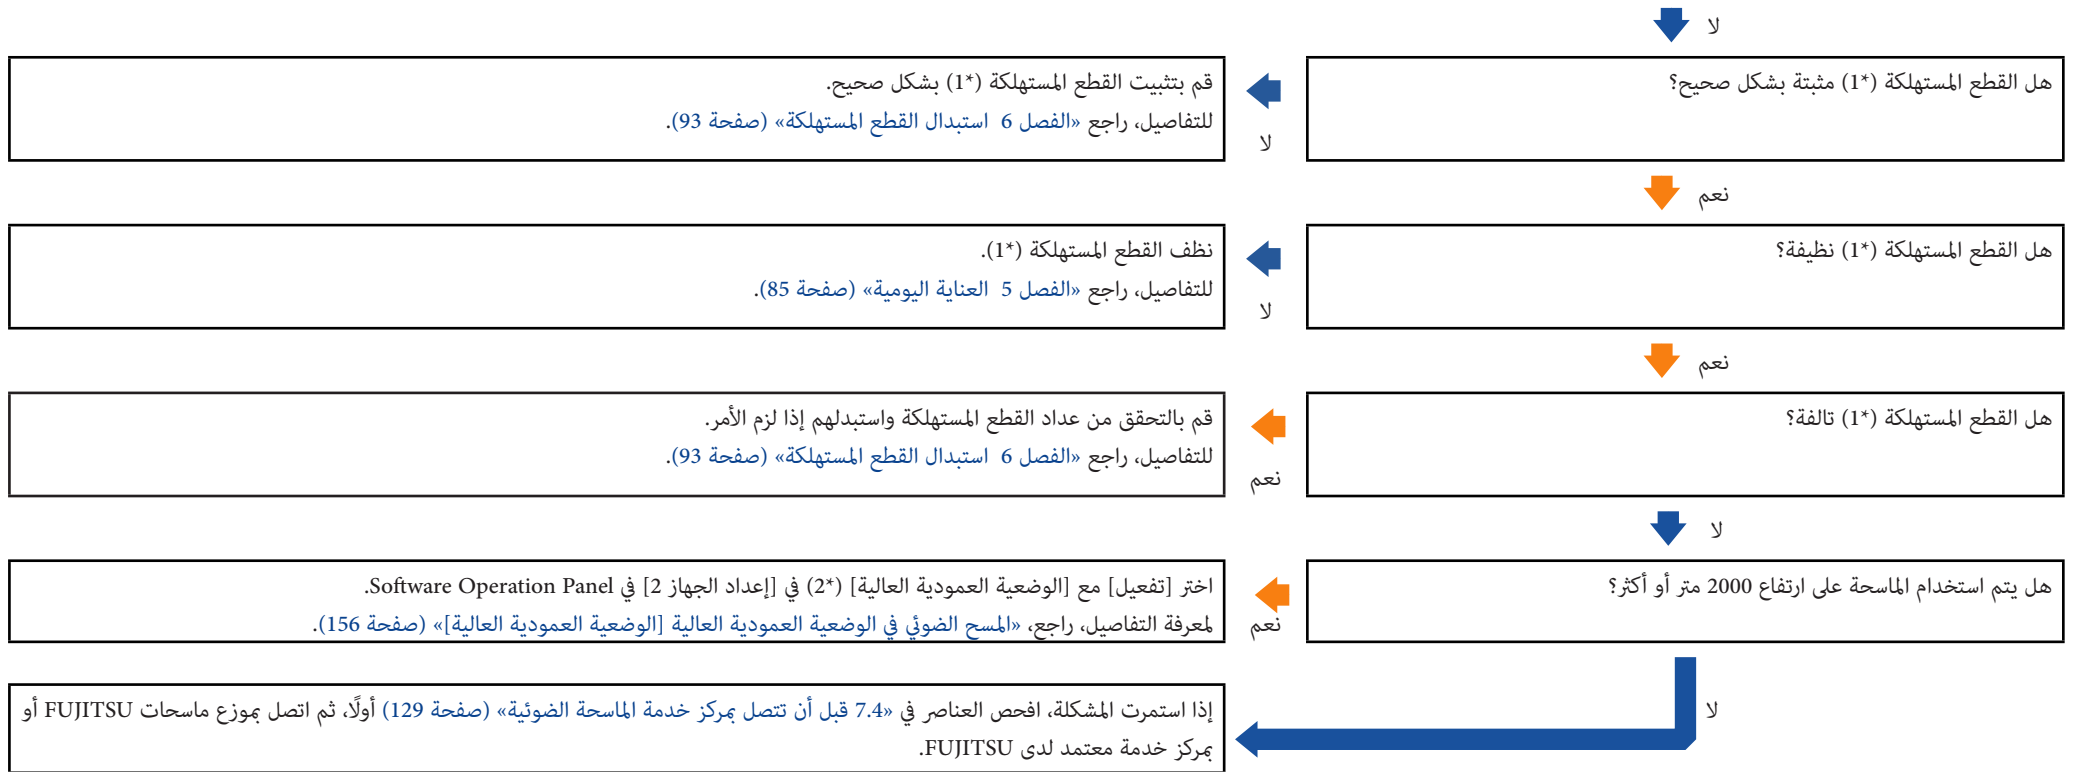 لا
هل القطع المستهلكة (*1) مثبتة بشكل صحيح؟
لا
قم بتثبيت القطع المستهلكة (*1) بشكل صحيح.
للتفاصيل، راجع «الفصل 6 استبدال القطع المستهلكة» (صفحة 93).
نعم
هل القطع المستهلكة (*1) نظيفة؟
لا
نظف القطع المستهلكة (*1).
للتفاصيل، راجع «الفصل 5 العناية اليومية» (صفحة 85).
نعم
هل القطع المستهلكة (*1) تالفة؟
نعم
قم بالتحقق من عداد القطع المستهلكة واستبدلهم إذا لزم الأمر.
للتفاصيل، راجع «الفصل 6 استبدال القطع المستهلكة» (صفحة 93).
لا
هل يتم استخدام الماسحة على ارتفاع 2000 متر أو أكثر؟
نعم
اختر [تفعيل] مع [الوضعية العمودية العالية] (*2) في [إعداد الجهاز 2] في Software Operation Panel.
لمعرفة التفاصيل، راجع، «المسح الضوئي في الوضعية العمودية العالية [الوضعية العمودية العالية]» (صفحة 156).
لا
إذا استمرت المشكلة، افحص العناصر في «7.4 قبل أن تتصل بمركز خدمة الماسحة الضوئية» (صفحة 129) أولًا، ثم اتصل بموزع ماسحات FUJITSU أو
بمركز خدمة معتمد لدى FUJITSU.